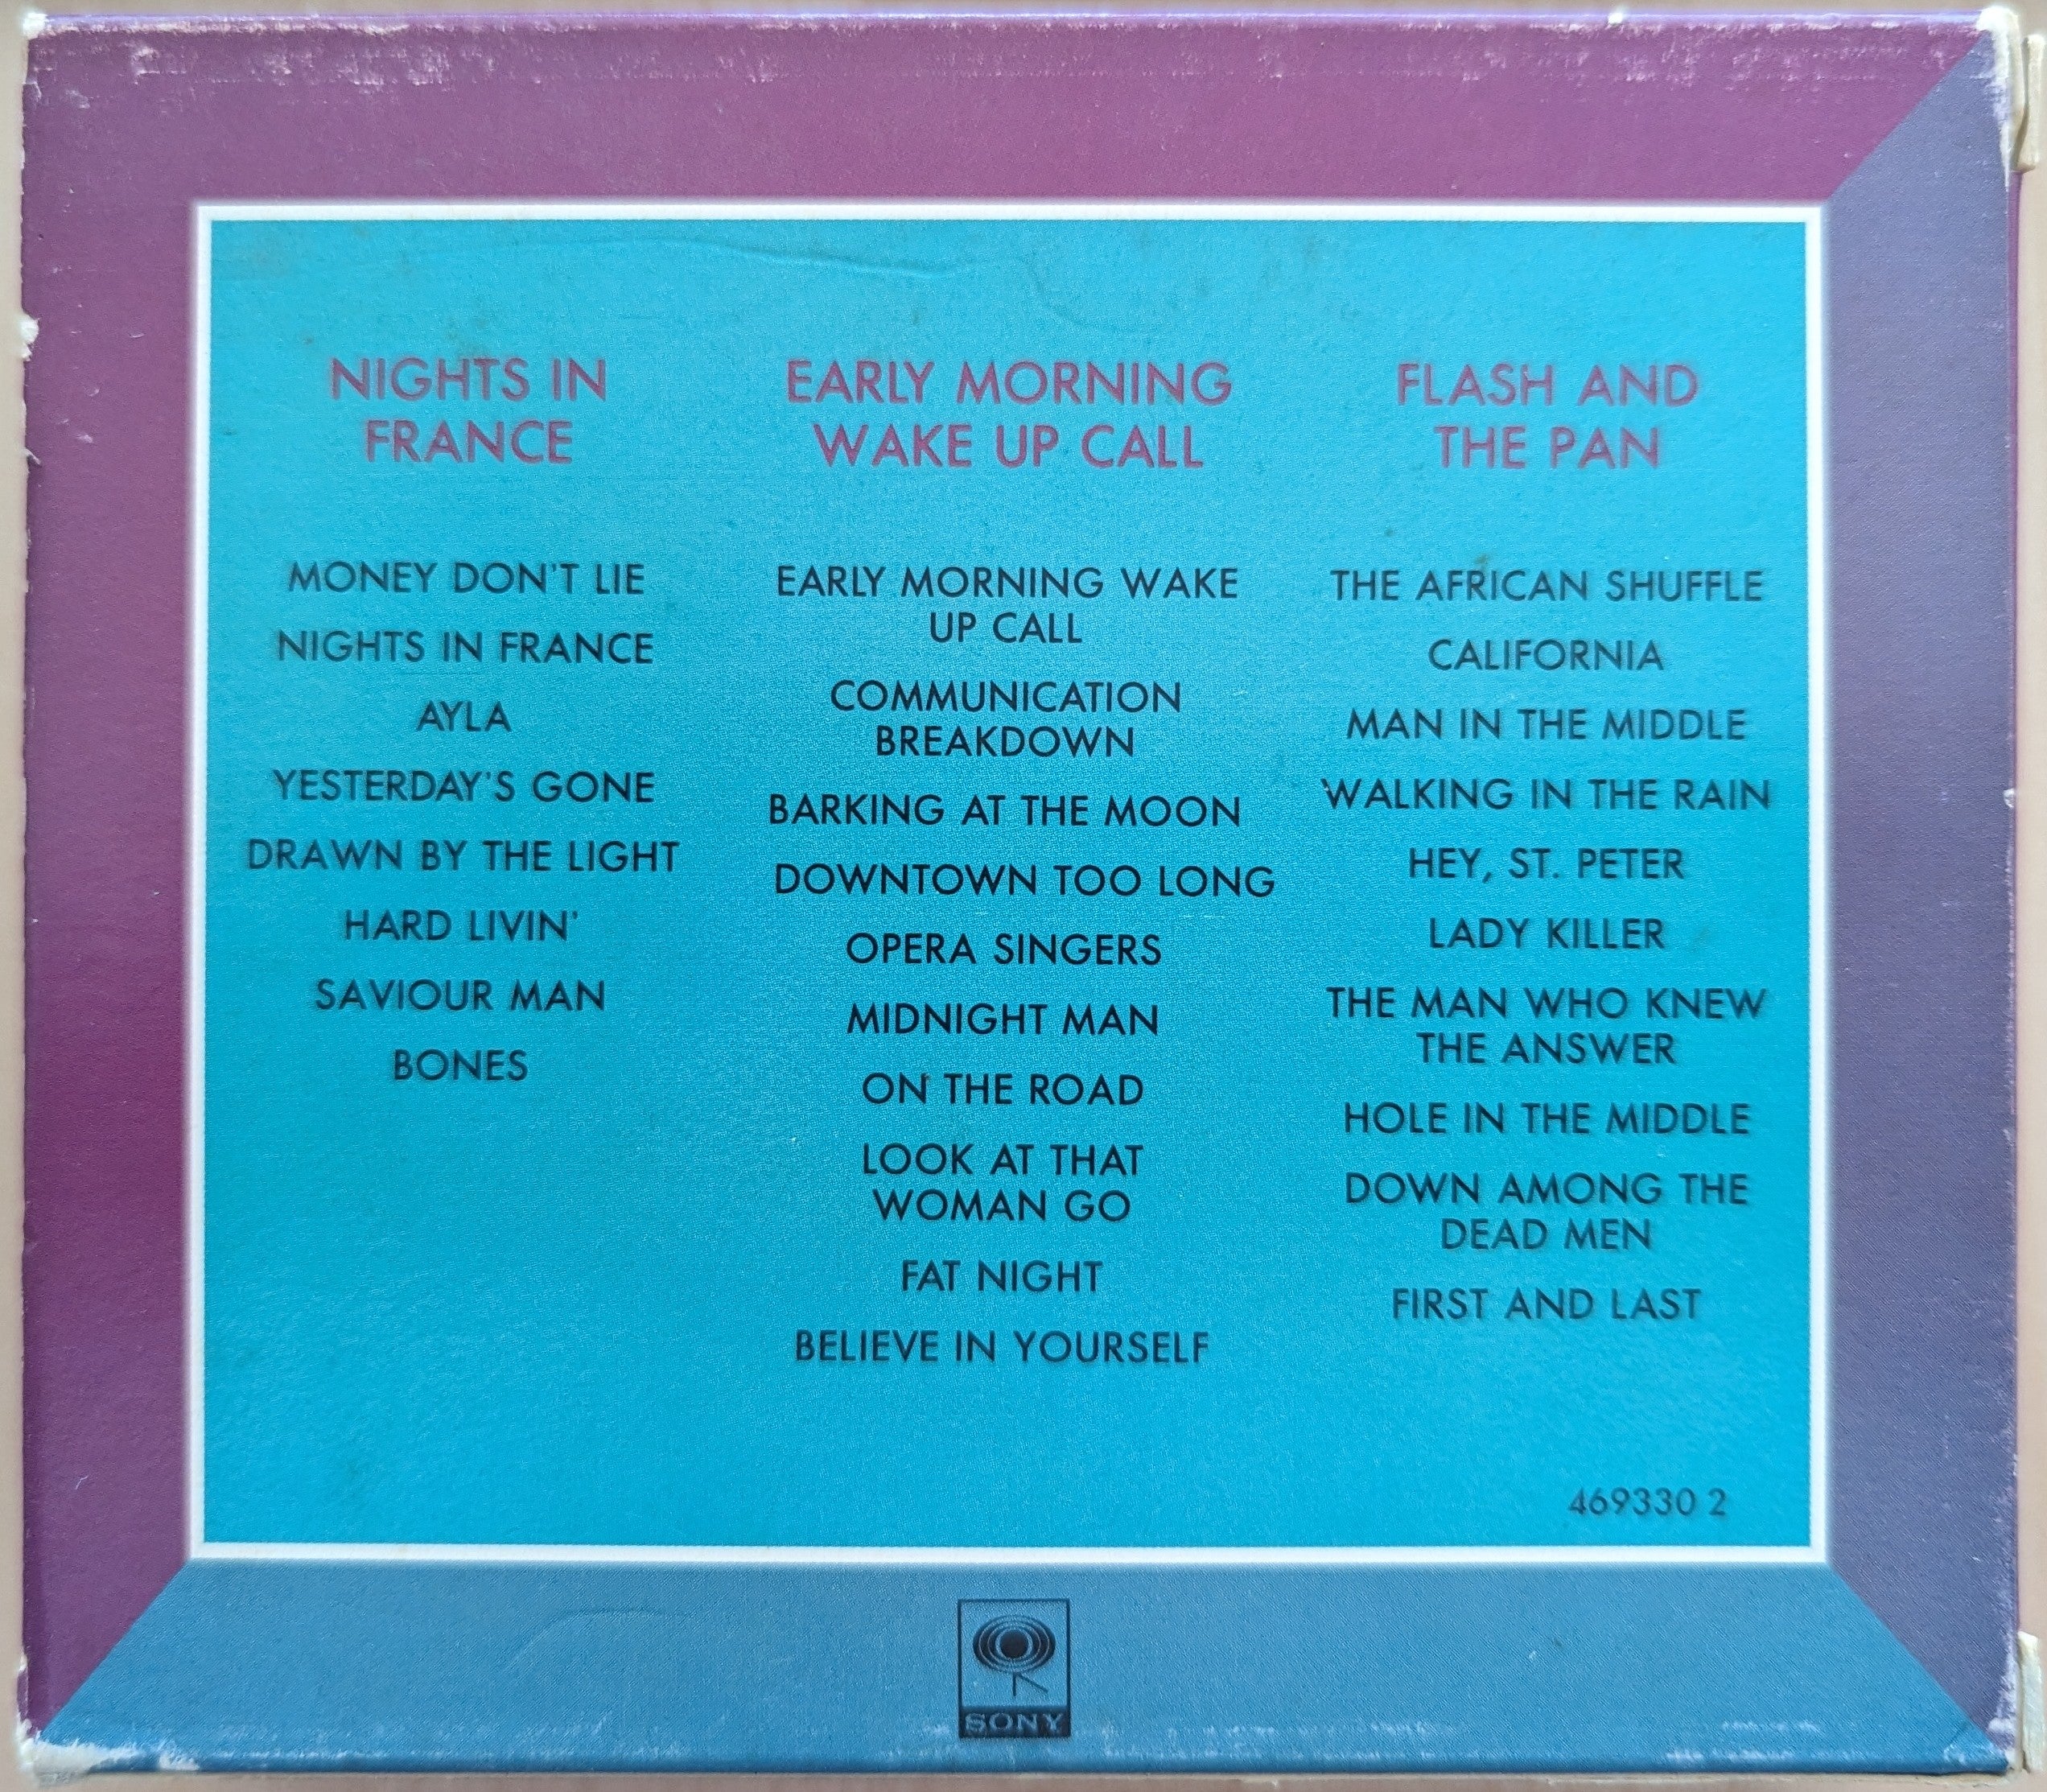 NIGHTS IN
FRANCE
MONEY DON'T LIE
NIGHTS IN FRANCE
AYLA
YESTERDAY'S GONE
DRAWN BY THE LIGHT
HARD LIVIN'
SAVIOUR MAN
BONES
EARLY MORNING
WAKE UP CALL
EARLY MORNING WAKE
UP CALL
COMMUNICATION
BREAKDOWN
BARKING AT THE MOON
DOWNTOWN TOO LONG
OPERA SINGERS
MIDNIGHT MAN
ON THE ROAD
LOOK AT THAT
WOMAN GO
FAT NIGHT
BELIEVE IN YOURSELF
FLASH AND
THE PAN
THE AFRICAN SHUFFLE
CALIFORNIA
MAN IN THE MIDDLE
WALKING IN THE RAIN
HEY, ST. PETER
LADY KILLER
THE MAN WHO KNEW
THE ANSWER
HOLE IN THE MIDDLE
DOWN AMONG THE
DEAD MEN
FIRST AND LAST
469330 2
SONY